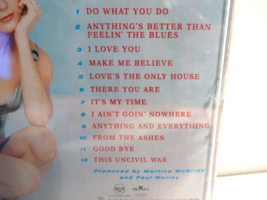 1 DO WHAT YOU DO
2 ANYTHING'S BETTER THAN
FEELIN' THE BLUES
3 I LOVE YOU
4 MAKE ME BELIEVE
5 LOVE'S THE ONLY HOUSE
6 THERE YOU ARE
7 IT'S MY TIME
8 I AIN'T GOIN' NOWHERE
9 ANYTHING AND EVERYTHING
10 FROM THE ASHES
11 GOOD BYE
12 THIS UNCIVIL WAR
Produced by Martina McBride
and Paul Worley
RCA BMG